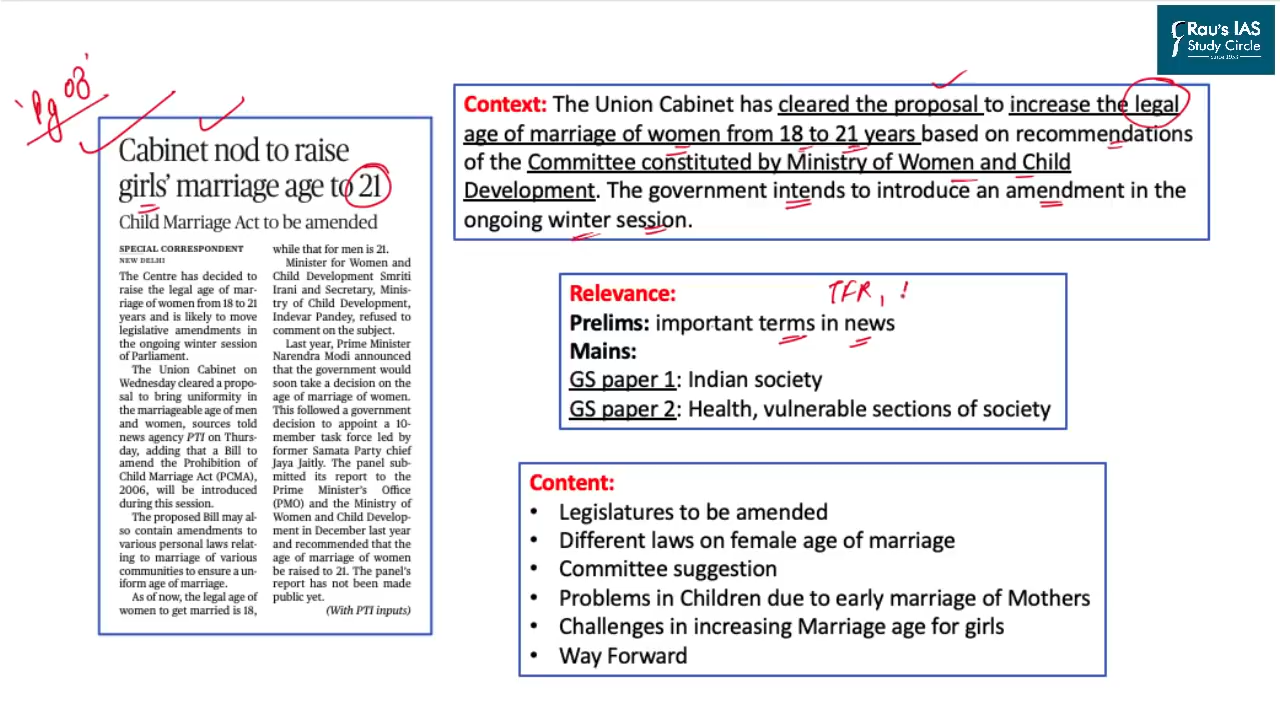 Rau's IAS
Study Circle
SINCE 1953
'Pg 08'
Cabinet nod to raise
girls' marriage age to 21
Child Marriage Act to be amended
SPECIAL CORRESPONDENT
NEW DELHI
The Centre has decided to
raise the legal age of mar-
riage of women from 18 to 21
years and is likely to move
legislative amendments in
the ongoing winter session
of Parliament.
The Union Cabinet on
Wednesday cleared a propo-
sal to bring uniformity in
the marriageable age of men
and women, sources told
news agency PTI on Thurs-
day, adding that a Bill to
amend the Prohibition of
Child Marriage Act (PCMA),
2006, will be introduced
during this session.
The proposed Bill may al-
so contain amendments to
various personal laws relat-
ing to marriage of various
communities to ensure a un-
iform age of marriage.
As of now, the legal age of
women to get married is 18,
while that for men is 21.
Minister for Women and
Child Development Smriti
Irani and Secretary, Minis-
try of Child Development,
Indevar Pandey, refused to
comment on the subject.
Last year, Prime Minister
Narendra Modi announced
that the government would
soon take a decision on the
age of marriage of women.
This followed a government
decision to appoint a 10-
member task force led by
former Samata Party chief
Jaya Jaitly. The panel sub-
mitted its report to the
Prime Minister's Office
(PMO) and the Ministry of
Women and Child Develop-
ment in December last year
and recommended that the
age of marriage of women
be raised to 21. The panel's
report has not been made
public yet.
(With PTI inputs)
Context: The Union Cabinet has cleared the proposal to increase the legal
age of marriage of women from 18 to 21 years based on recommendations
of the Committee constituted by Ministry of Women and Child
Development. The government intends to introduce an amendment in the
ongoing winter session.
TFR, !
Relevance:
Prelims: important terms in news
Mains:
GS paper 1: Indian society
GS paper 2: Health, vulnerable sections of society
Content:
• Legislatures to be amended
• Different laws on female age of marriage
• Committee suggestion
• Problems in Children due to early marriage of Mothers
• Challenges in increasing Marriage age for girls
• Way Forward